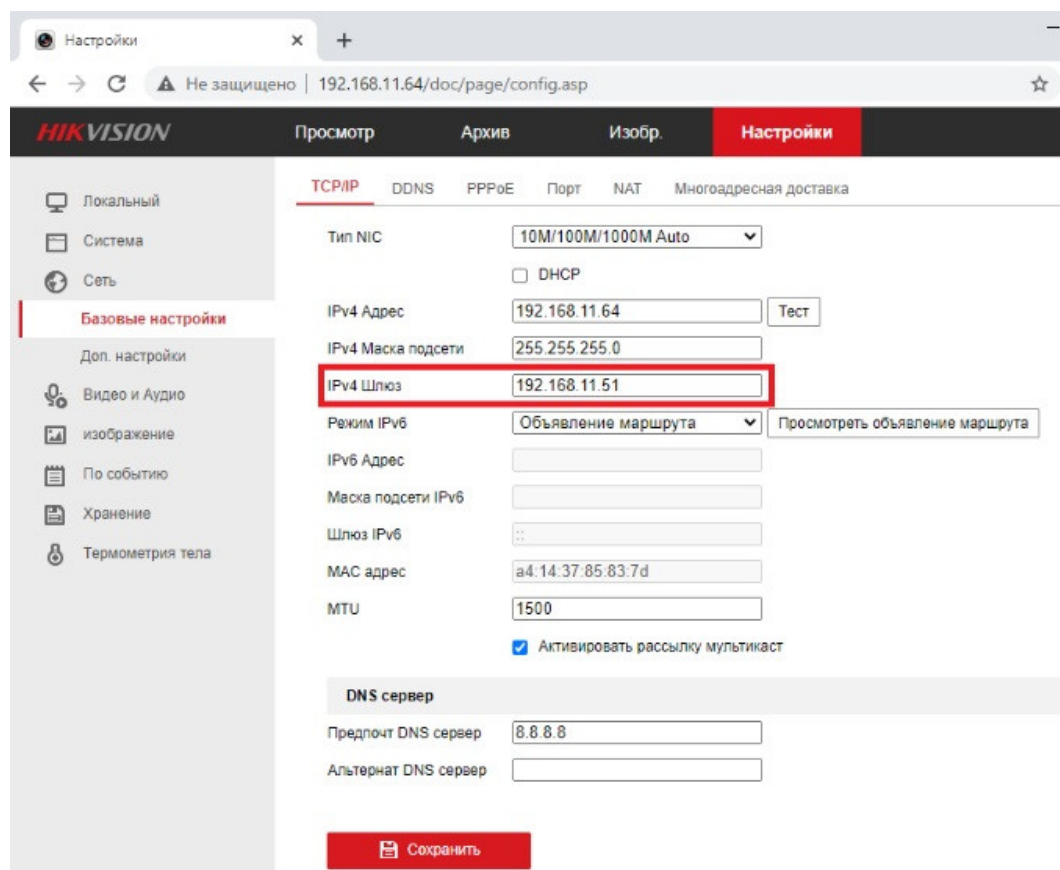 Настройки
Не защищено | 192.168.11.64/doc/page/config.asp
HIKVISION Просмотр Архив Изобр. Настройки
TCP/IP DDNS PPPoE Порт NAT Многоадресная доставка
Локальный
Система
Сеть
Базовые настройки
Доп. настройки
Видео и Аудио
изображение
По событию
Хранение
Термометрия тела
Тип NIC 10M/100M/1000M Auto
DHCP
IPv4 Адрес 192.168.11.64 Тест
IPv4 Маска подсети 255.255.255.0
IPv4 Шлюз 192.168.11.51
Режим IPv6 Объявление маршрута Просмотреть объявление маршрута
IPv6 Адрес
Маска подсети IPv6
Шлюз IPv6 ::
MAC адрес a4:14:37:85:83:7d
MTU 1500
Активировать рассылку мультикаст
DNS сервер
Предпочт DNS сервер 8.8.8.8
Альтернат DNS сервер
Сохранить